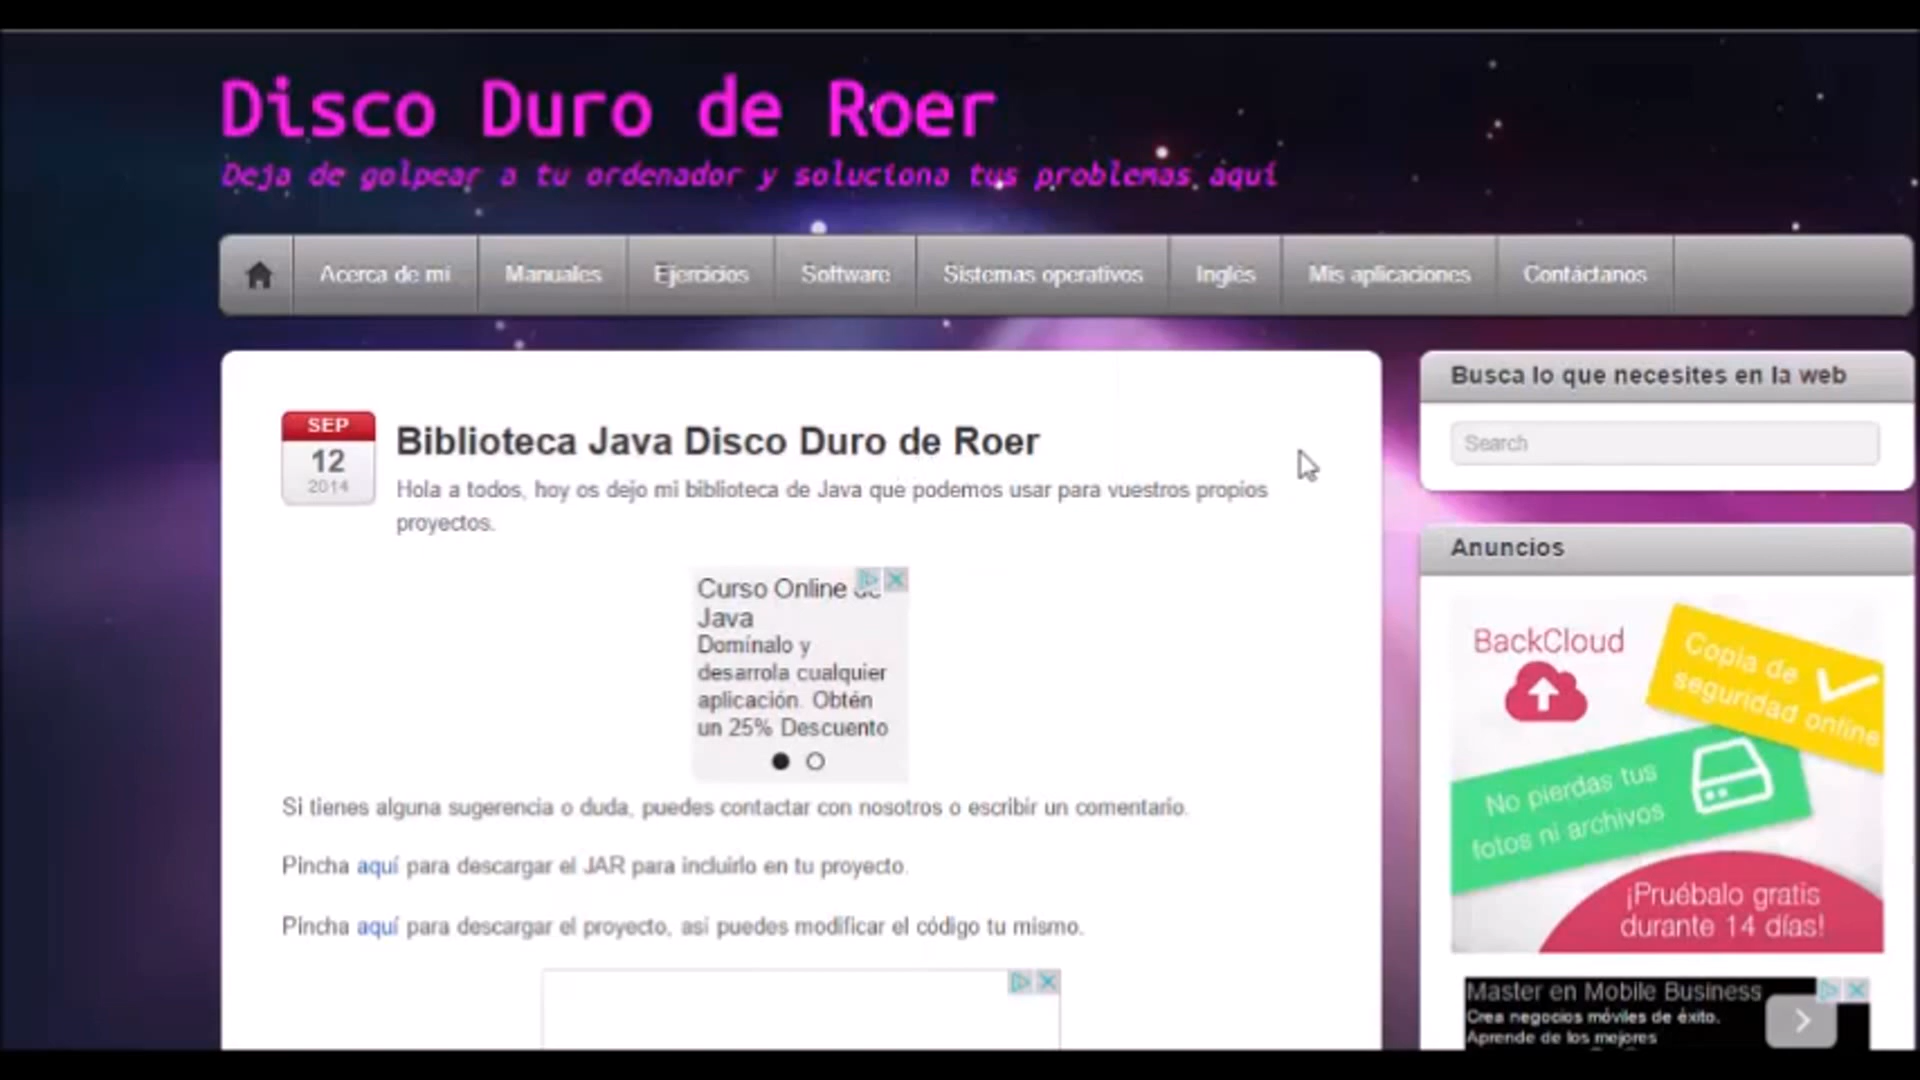 Disco Duro de Roer
Deja de golpear a tu ordenador y soluciona tus problemas aquí
Acerca de mi Manuales Ejercicios Software Sistemas operativos Inglés Mis aplicaciones Contáctanos
SEP
12
2014
Biblioteca Java Disco Duro de Roer
Hola a todos, hoy os dejo mi biblioteca de Java que podemos usar para vuestros propios
proyectos.
Curso Online de
Java
Domínalo y
desarrola cualquier
aplicación. Obtén
un 25% Descuento
Si tienes alguna sugerencia o duda, puedes contactar con nosotros o escribir un comentario.
Pincha aquí para descargar el JAR para incluirlo en tu proyecto.
Pincha aquí para descargar el proyecto, así puedes modificar el código tu mismo.
Busca lo que necesites en la web
Search
Anuncios
BackCloud
Copia de
seguridad online
No pierdas tus
fotos ni archivos
¡Pruébalo gratis
durante 14 días!
Master en Mobile Business
Crea negocios móviles de éxito.
Aprende de los mejores